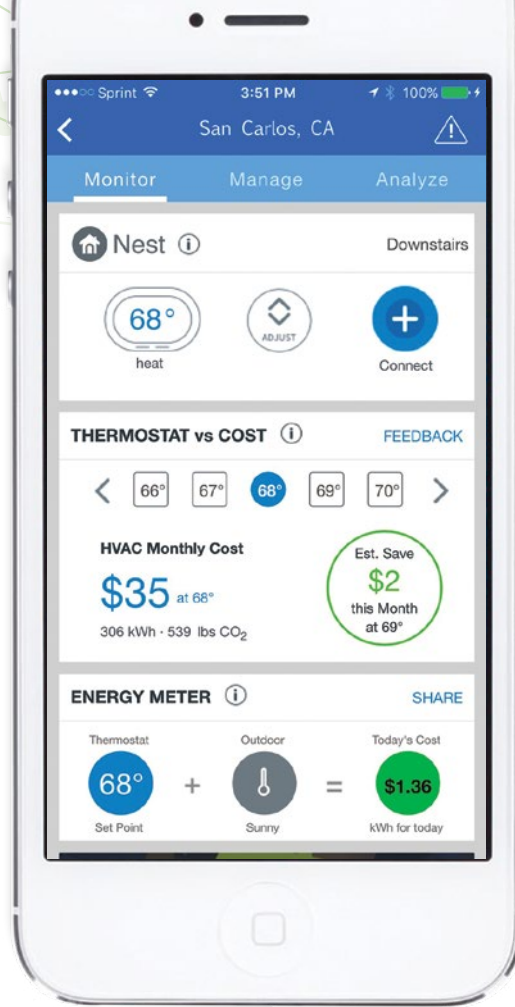 Sprint 3:51 PM 100%
San Carlos, CA
Monitor Manage Analyze
Nest Downstairs
68°
ADJUST
heat Connect
THERMOSTAT vs COST FEEDBACK
66° 67° 68° 69° 70°
HVAC Monthly Cost
$35 at 68°
306 kWh · 539 lbs CO₂
Est. Save
$2
this Month
at 69°
ENERGY METER SHARE
Thermostat Outdoor Today's Cost
68° + = $1.36
Set Point Sunny kWh for today